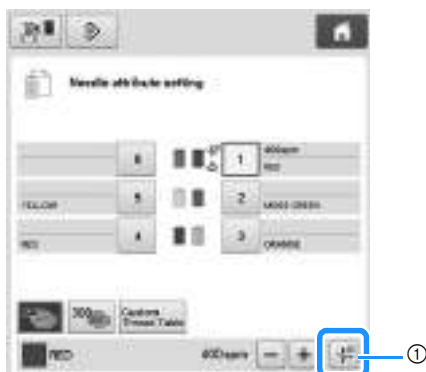 Needle attribute setting
6 1 400spm
RED
YELLOW 5 2 MOSS GREEN
RED 4 3 ORANGE
300 Custom
Thread Table
RED 400spm - +
①